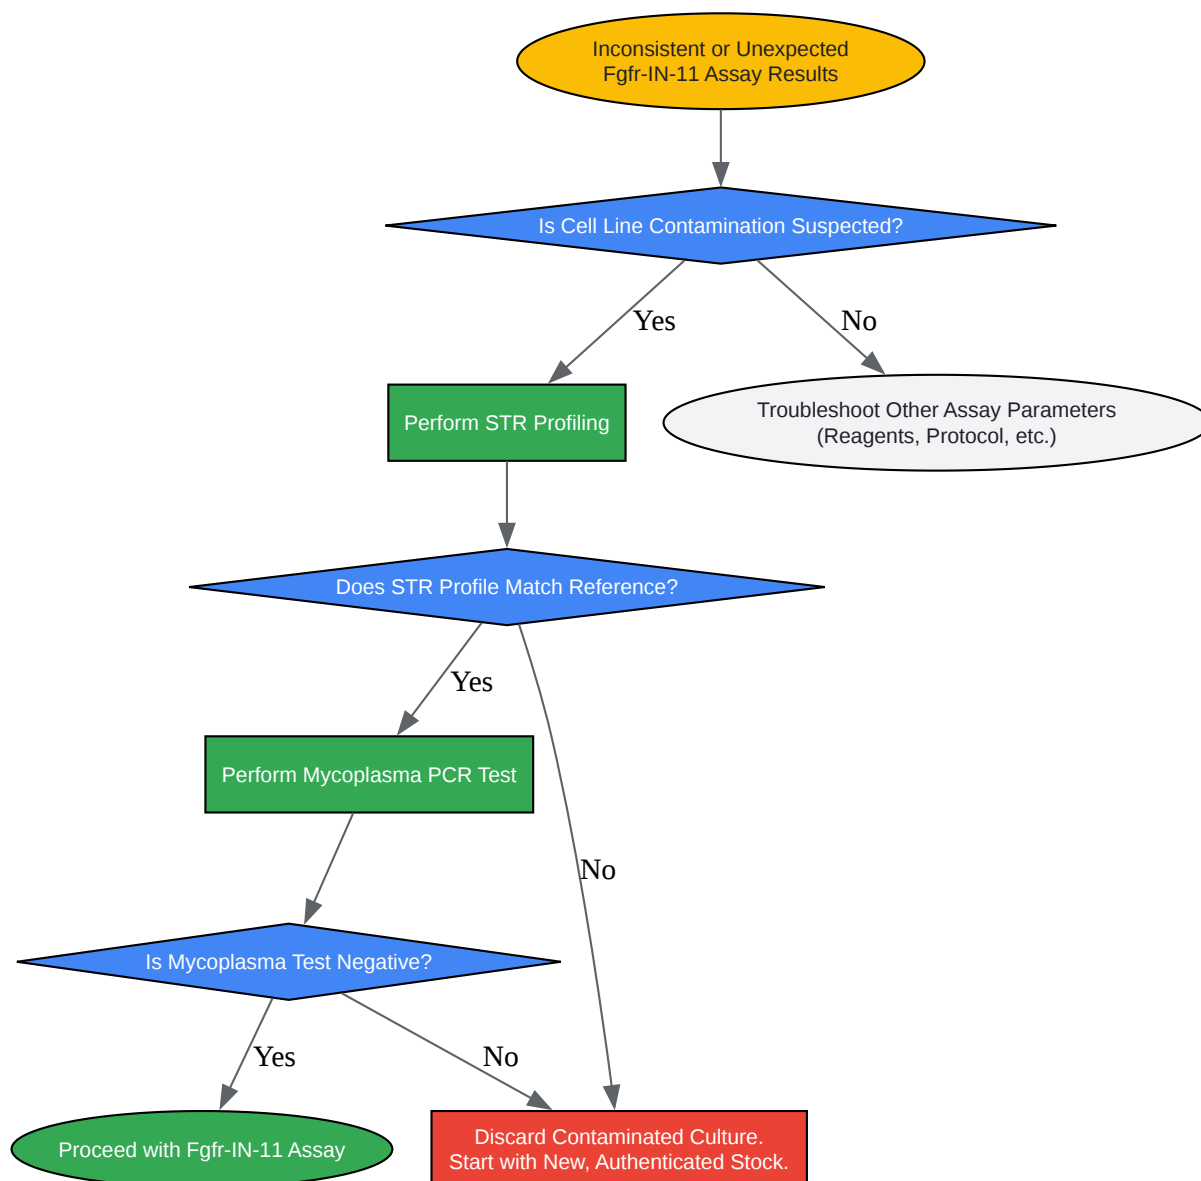 Inconsistent or Unexpected
Fgfr-IN-11 Assay Results
Is Cell Line Contamination Suspected?
Yes
No
Perform STR Profiling
Troubleshoot Other Assay Parameters
(Reagents, Protocol, etc.)
Does STR Profile Match Reference?
Yes
Perform Mycoplasma PCR Test
No
Is Mycoplasma Test Negative?
Yes
No
Proceed with Fgfr-IN-11 Assay
Discard Contaminated Culture.
Start with New, Authenticated Stock.